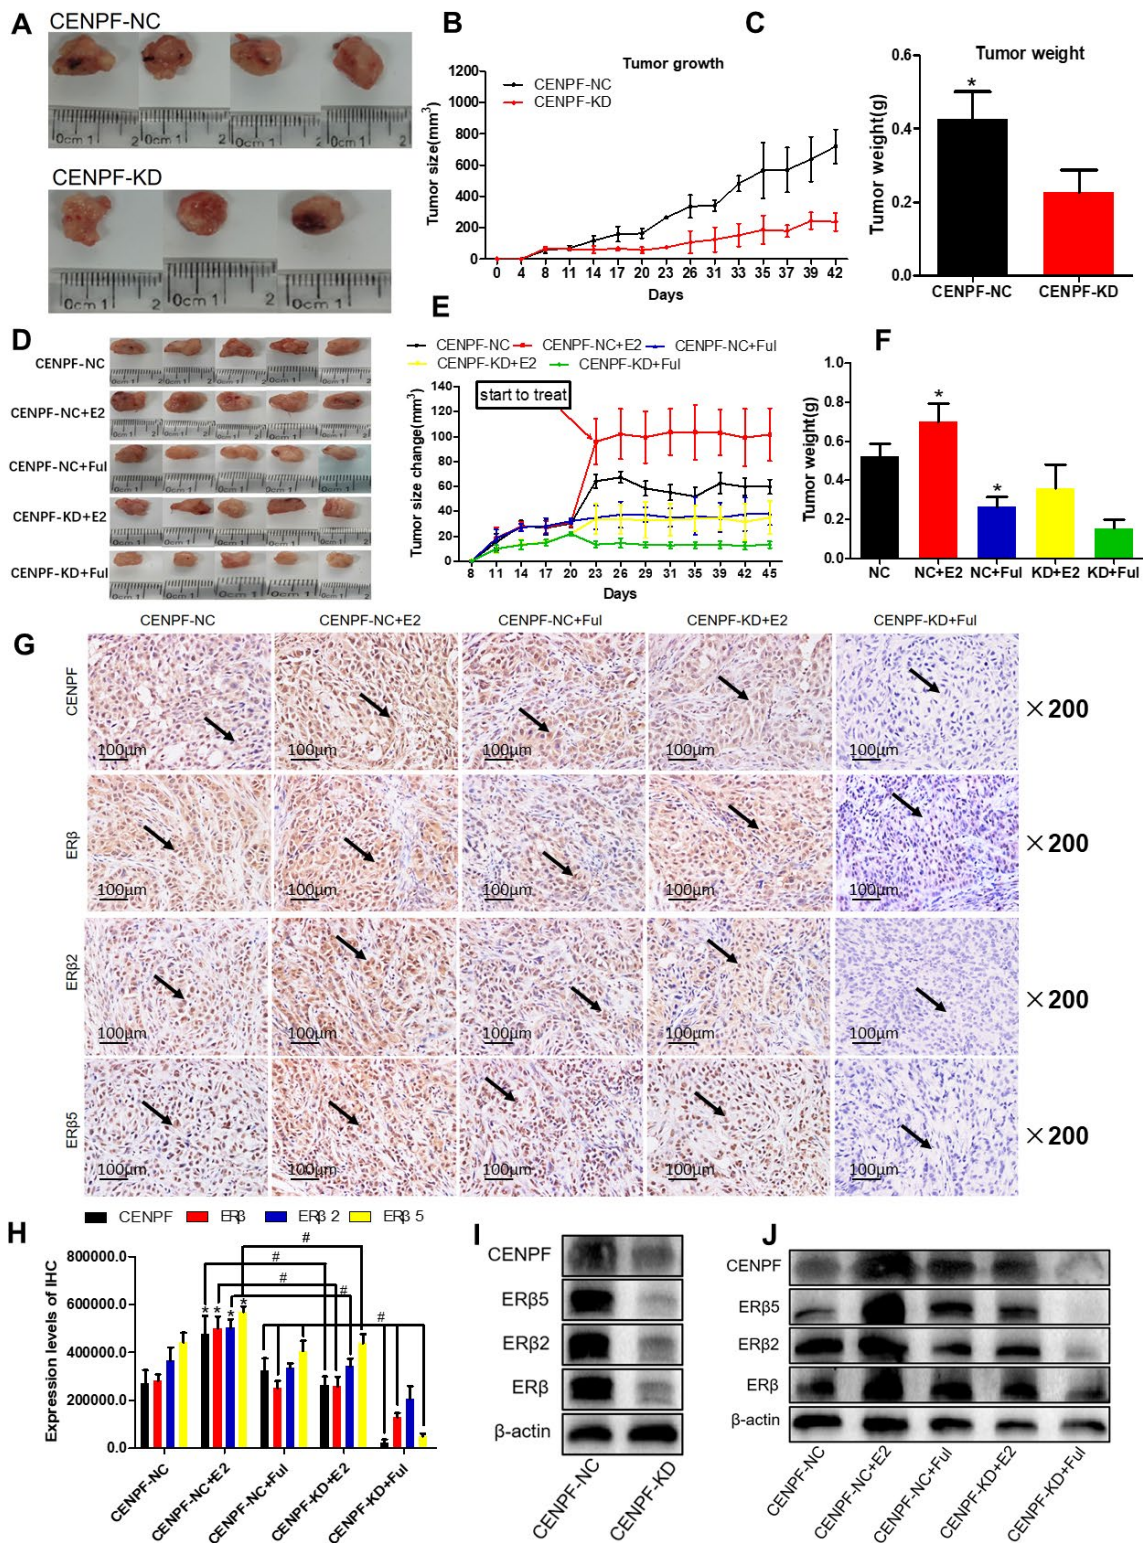 A
CENPF-NC
0cm 1 2
CENPF-KD
0cm 1 2
0cm 1 2
0cm 1 2
B
Tumor growth
CENPF-NC
CENPF-KD
Tumor size(mm³)
1200
1000
800
600
400
200
0
0 4 8 11 14 17 20 23 26 31 33 35 37 39 42
Days
C
Tumor weight
Tumor weight(g)
0.6
0.4
0.2
0.0
*
CENPF-NC CENPF-KD
D
CENPF-NC
CENPF-NC+E2
CENPF-NC+Ful
CENPF-KD+E2
CENPF-KD+Ful
E
CENPF-NC CENPF-NC+E2 CENPF-NC+Ful
CENPF-KD+E2 CENPF-KD+Ful
start to treat
Tumor size change(mm³)
140
120
100
80
60
40
20
0
8 11 14 17 20 23 26 29 31 35 39 42 45
Days
F
Tumor weight(g)
1.0
0.8
0.6
0.4
0.2
0.0
*
*
NC NC+E2 NC+Ful KD+E2 KD+Ful
G
CENPF-NC CENPF-NC+E2 CENPF-NC+Ful CENPF-KD+E2 CENPF-KD+Ful
CENPF
100μm 100μm 100μm 100μm 100μm
×200
ERβ
100μm 100μm 100μm 100μm 100μm
×200
ERβ2
100μm 100μm 100μm 100μm 100μm
×200
ERβ5
100μm 100μm 100μm 100μm 100μm
×200
H
CENPF ERβ ERβ 2 ERβ 5
Expression levels of IHC
800000.0
600000.0
400000.0
200000.0
0.0
#
#
#
#
#
* * * *
CENPF-NC
CENPF-NC+E2
CENPF-NC+Ful
CENPF-KD+E2
CENPF-KD+Ful
I
CENPF
ERβ5
ERβ2
ERβ
β-actin
CENPF-NC
CENPF-KD
J
CENPF
ERβ5
ERβ2
ERβ
β-actin
CENPF-NC
CENPF-NC+E2
CENPF-NC+Ful
CENPF-KD+E2
CENPF-KD+Ful